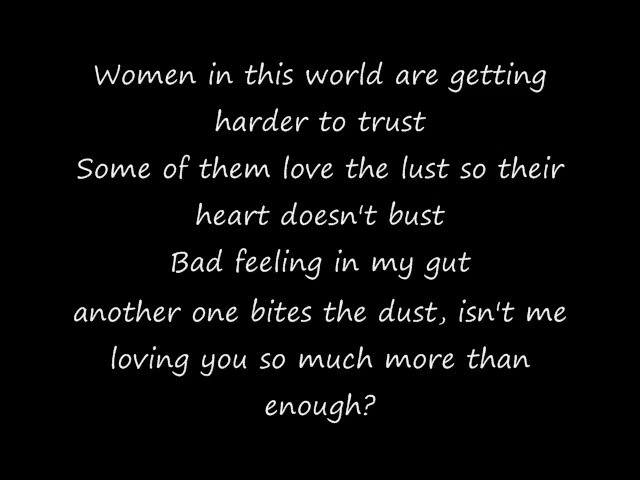 Women in this world are getting
harder to trust
Some of them love the lust so their
heart doesn't bust
Bad feeling in my gut
another one bites the dust, isn't me
loving you so much more than
enough?